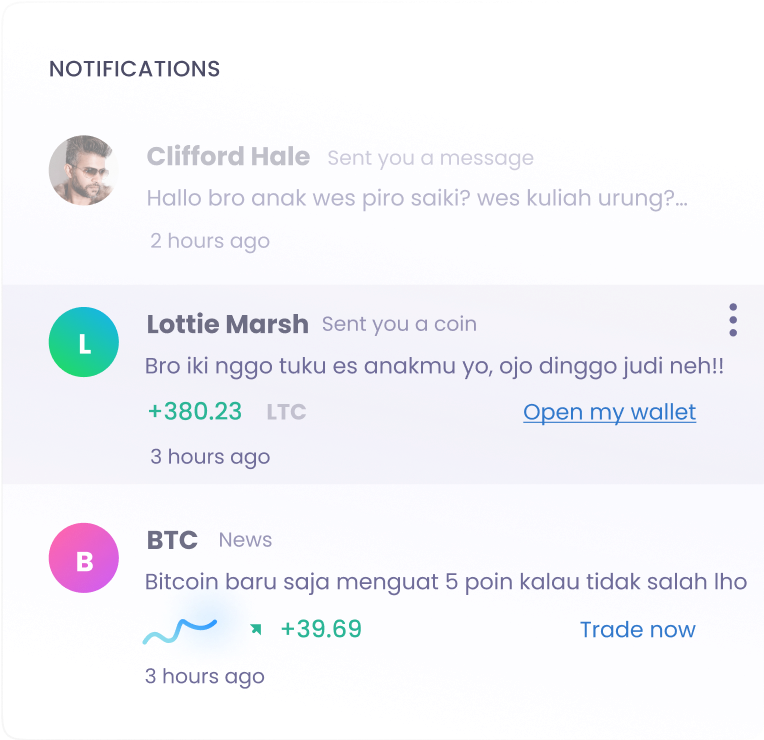 NOTIFICATIONS
Clifford Hale Sent you a message
Hallo bro anak wes piro saiki? wes kuliah urung?...
2 hours ago
L
Lottie Marsh Sent you a coin
Bro iki nggo tuku es anakmu yo, ojo dinggo judi neh!!
+380.23 LTC Open my wallet
3 hours ago
B
BTC News
Bitcoin baru saja menguat 5 poin kalau tidak salah lho
+39.69 Trade now
3 hours ago